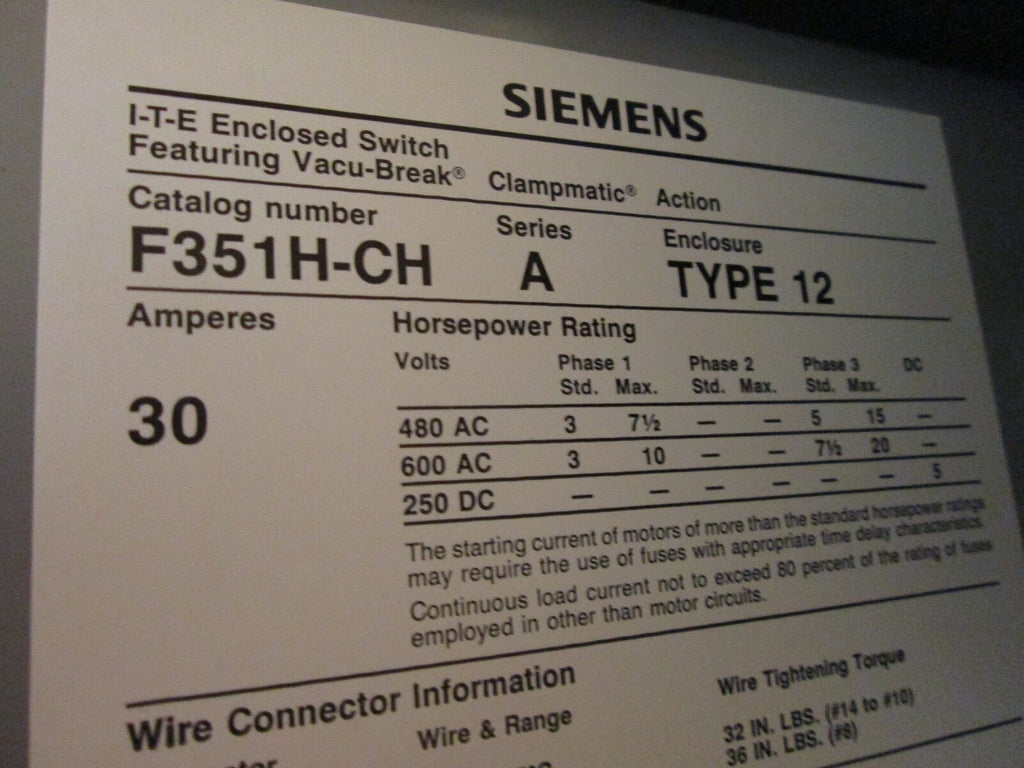 SIEMENS
I-T-E Enclosed Switch
Featuring Vacu-Break® Clampmatic® Action
Catalog number Series Enclosure
F351H-CH A TYPE 12
Amperes Horsepower Rating
Volts Phase 1 Phase 2 Phase 3 DC
Std. Max. Std. Max. Std. Max.
30
480 AC 3 7½ — — 5 15 —
600 AC 3 10 — — 7½ 20 —
250 DC — — — — — — 5
The starting current of motors of more than the standard horsepower ratings
may require the use of fuses with appropriate time delay characteristics.
Continuous load current not to exceed 80 percent of the rating of fuses
employed in other than motor circuits.
Wire Connector Information
Wire & Range Wire Tightening Torque
32 IN. LBS. (#14 to #10)
36 IN. LBS. (#8)